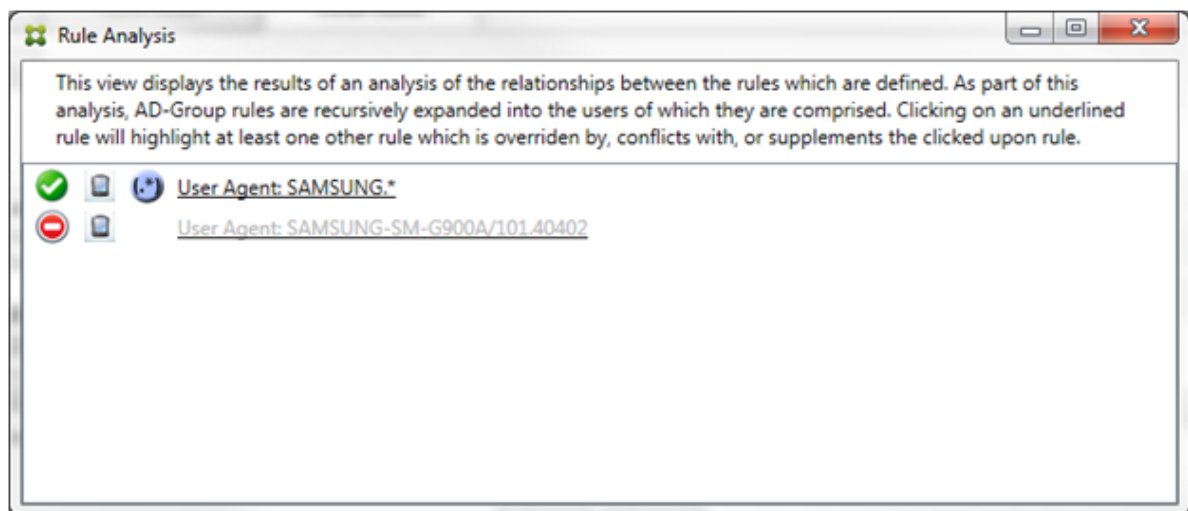 Rule Analysis
This view displays the results of an analysis of the relationships between the rules which are defined. As part of this
analysis, AD-Group rules are recursively expanded into the users of which they are comprised. Clicking on an underlined
rule will highlight at least one other rule which is overriden by, conflicts with, or supplements the clicked upon rule.
(.*) User Agent: SAMSUNG.*
User Agent: SAMSUNG-SM-G900A/101.40402